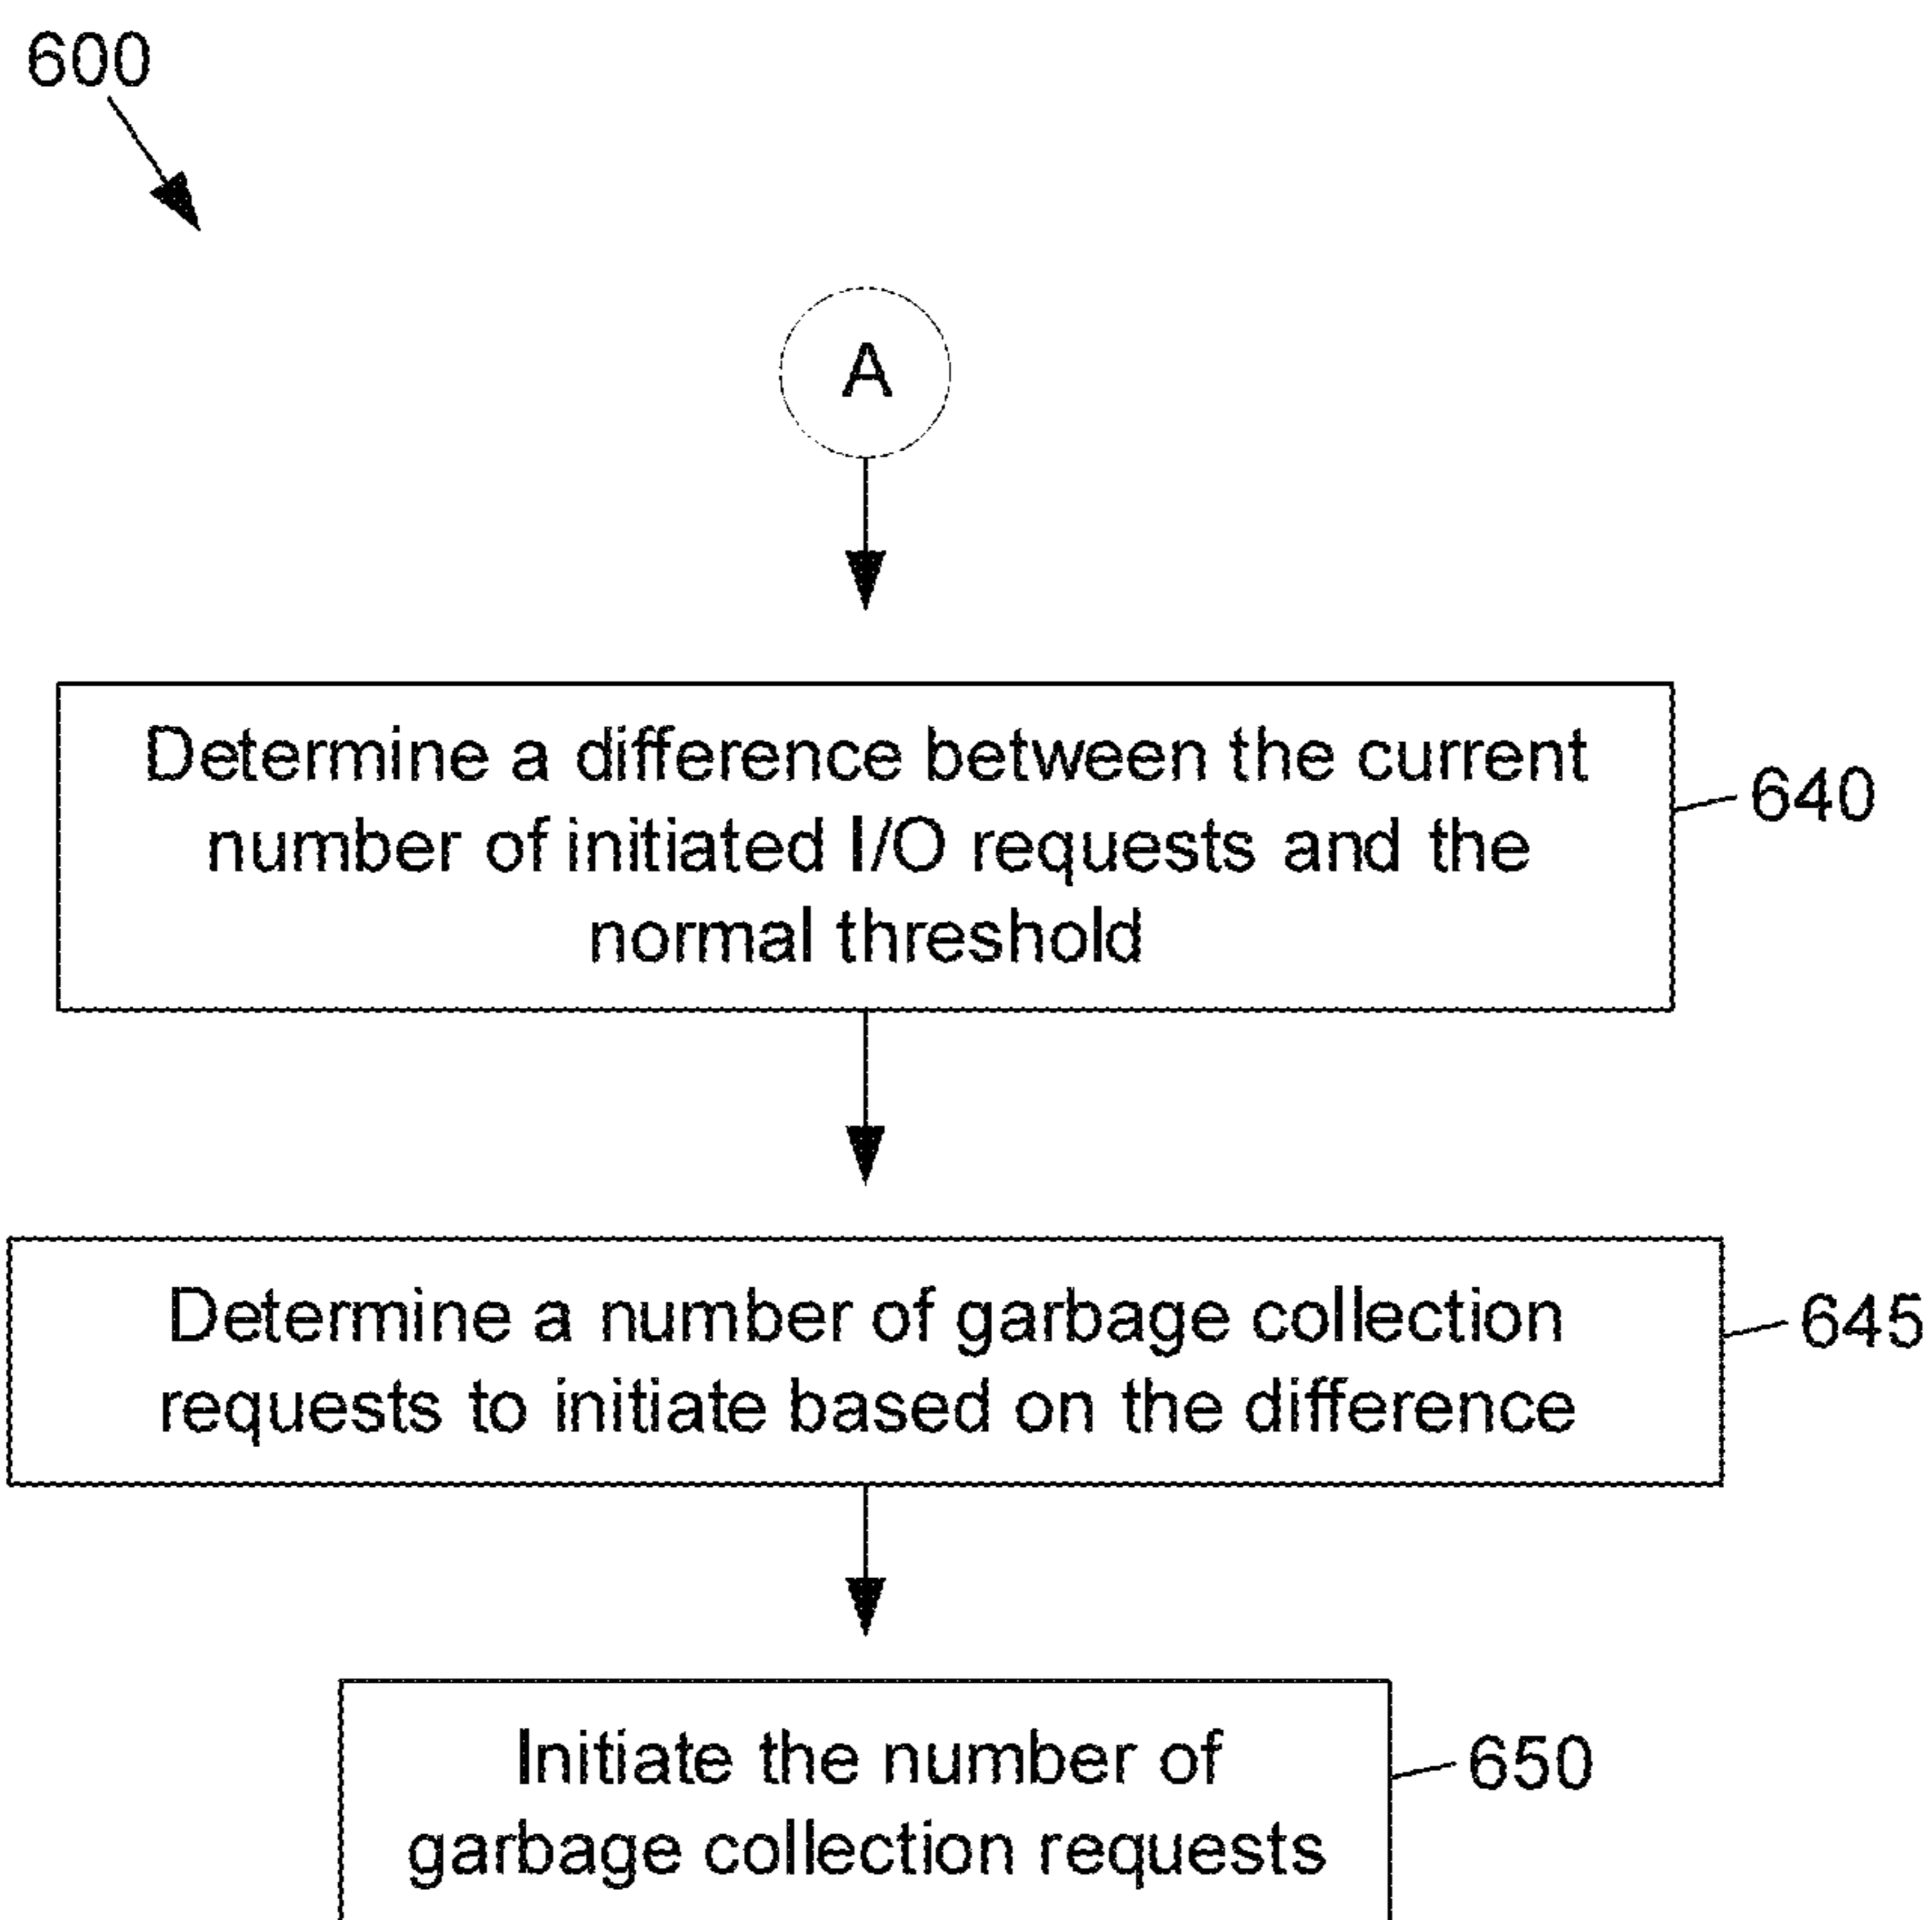 600
A
Determine a difference between the current
number of initiated I/O requests and the
normal threshold
640
Determine a number of garbage collection
requests to initiate based on the difference
645
Initiate the number of
garbage collection requests
650